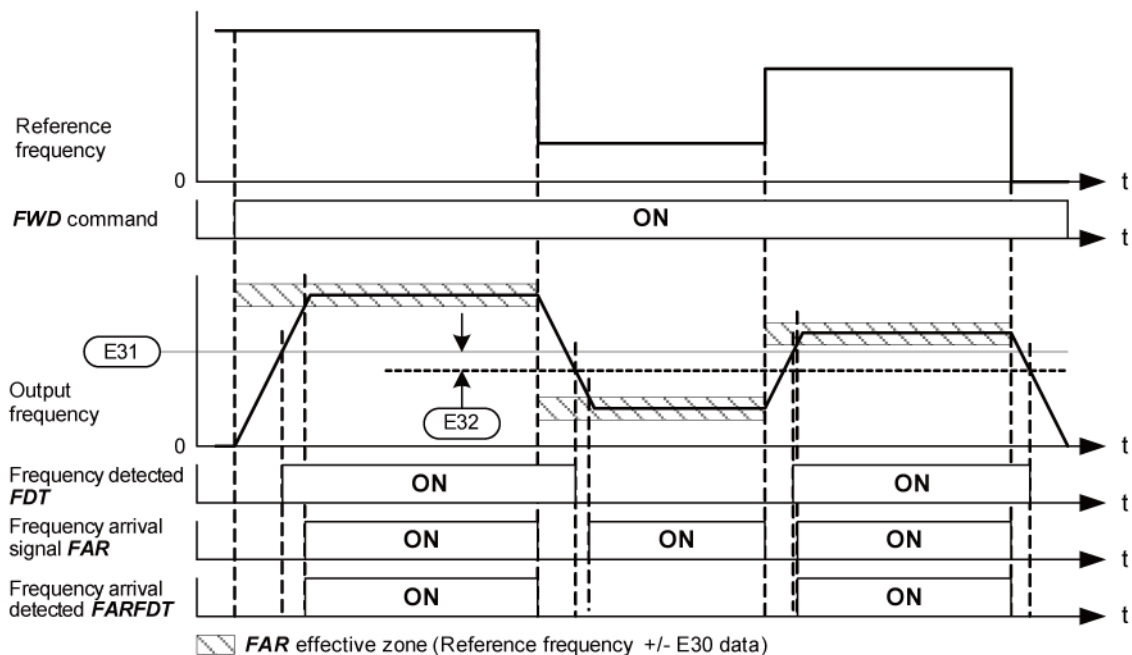 Reference
frequency
0
t
FWD command
ON
t
E31
Output
frequency
E32
0
t
Frequency detected
FDT
ON
ON
t
Frequency arrival
signal FAR
ON
ON
ON
t
Frequency arrival
detected FARFDT
ON
ON
t
FAR effective zone (Reference frequency +/- E30 data)